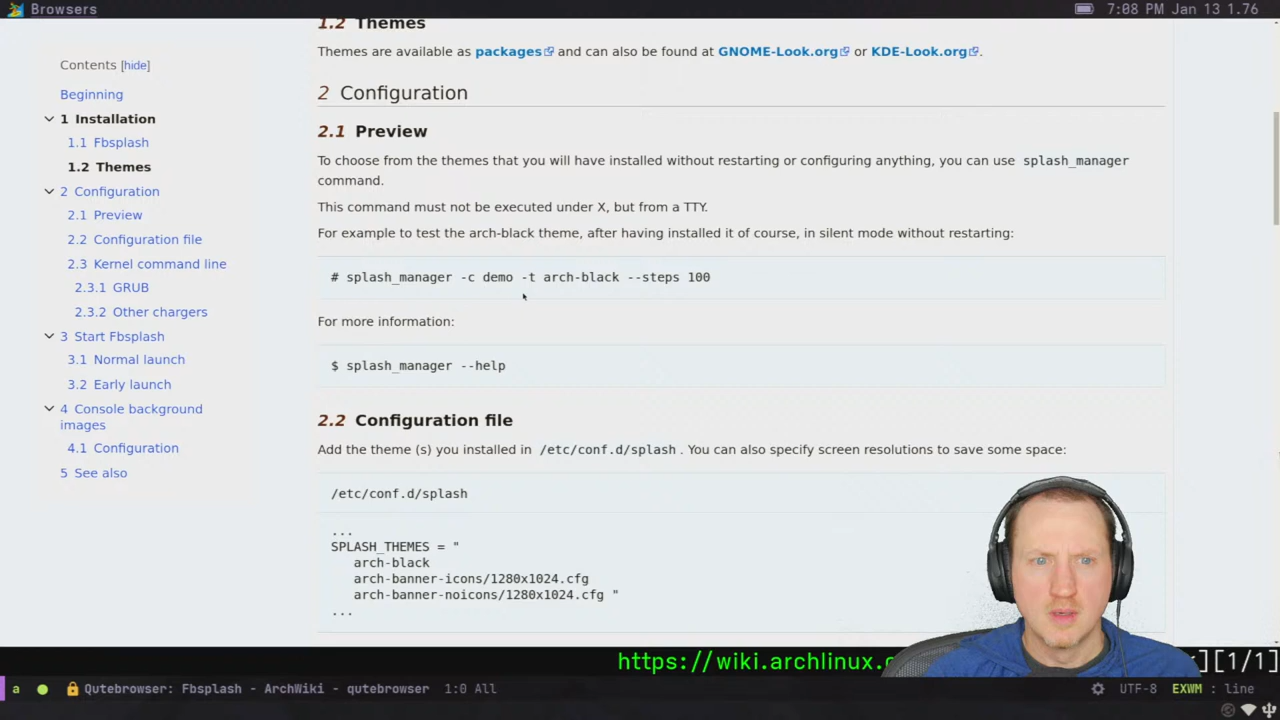 Browsers
7:08 PM Jan 13 1.76
Contents [hide]
Beginning
1 Installation
1.1 Fbsplash
1.2 Themes
2 Configuration
2.1 Preview
2.2 Configuration file
2.3 Kernel command line
2.3.1 GRUB
2.3.2 Other chargers
3 Start Fbsplash
3.1 Normal launch
3.2 Early launch
4 Console background
images
4.1 Configuration
5 See also
1.2 Themes
Themes are available as packages and can also be found at GNOME-Look.org or KDE-Look.org.
2 Configuration
2.1 Preview
To choose from the themes that you will have installed without restarting or configuring anything, you can use splash_manager
command.
This command must not be executed under X, but from a TTY.
For example to test the arch-black theme, after having installed it of course, in silent mode without restarting:
# splash_manager -c demo -t arch-black --steps 100
For more information:
$ splash_manager --help
2.2 Configuration file
Add the theme (s) you installed in /etc/conf.d/splash . You can also specify screen resolutions to save some space:
/etc/conf.d/splash
...
SPLASH_THEMES = "
arch-black
arch-banner-icons/1280x1024.cfg
arch-banner-noicons/1280x1024.cfg "
...
https://wiki.archlinux. ][1/1]
a Qutebrowser: Fbsplash - ArchWiki - qutebrowser 1:0 All
UTF-8 EXWM : line